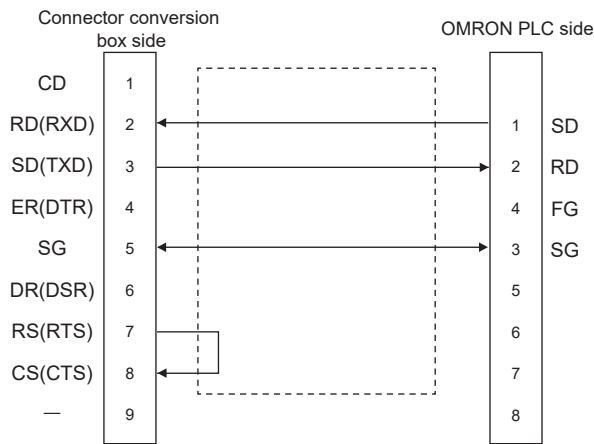 Connector conversion
box side
OMRON PLC side
CD 1
RD(RXD) 2 1 SD
SD(TXD) 3 2 RD
ER(DTR) 4 4 FG
SG 5 3 SG
DR(DSR) 6 5
RS(RTS) 7 6
CS(CTS) 8 7
— 9 8